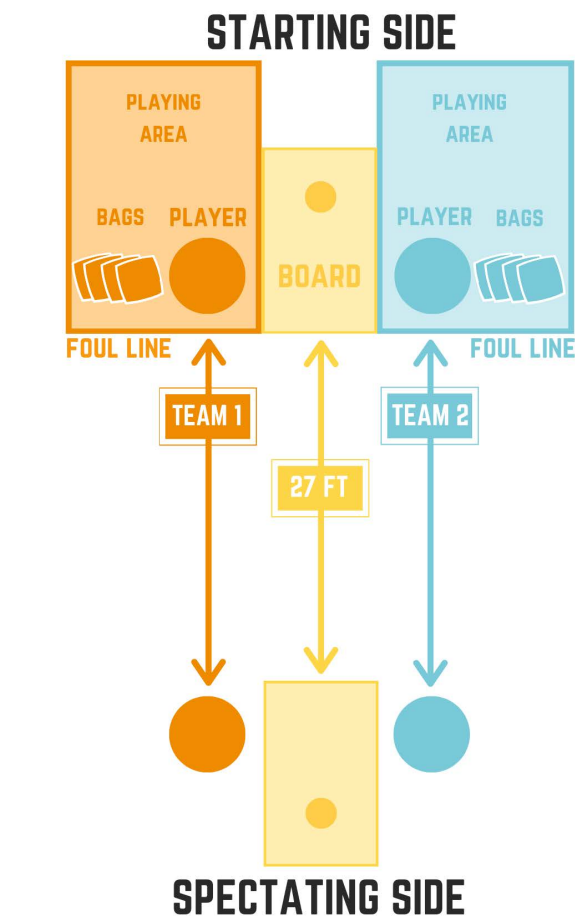 STARTING SIDE
PLAYING
AREA
PLAYING
AREA
BAGS PLAYER
PLAYER BAGS
BOARD
FOUL LINE
FOUL LINE
TEAM 1
TEAM 2
27 FT
SPECTATING SIDE